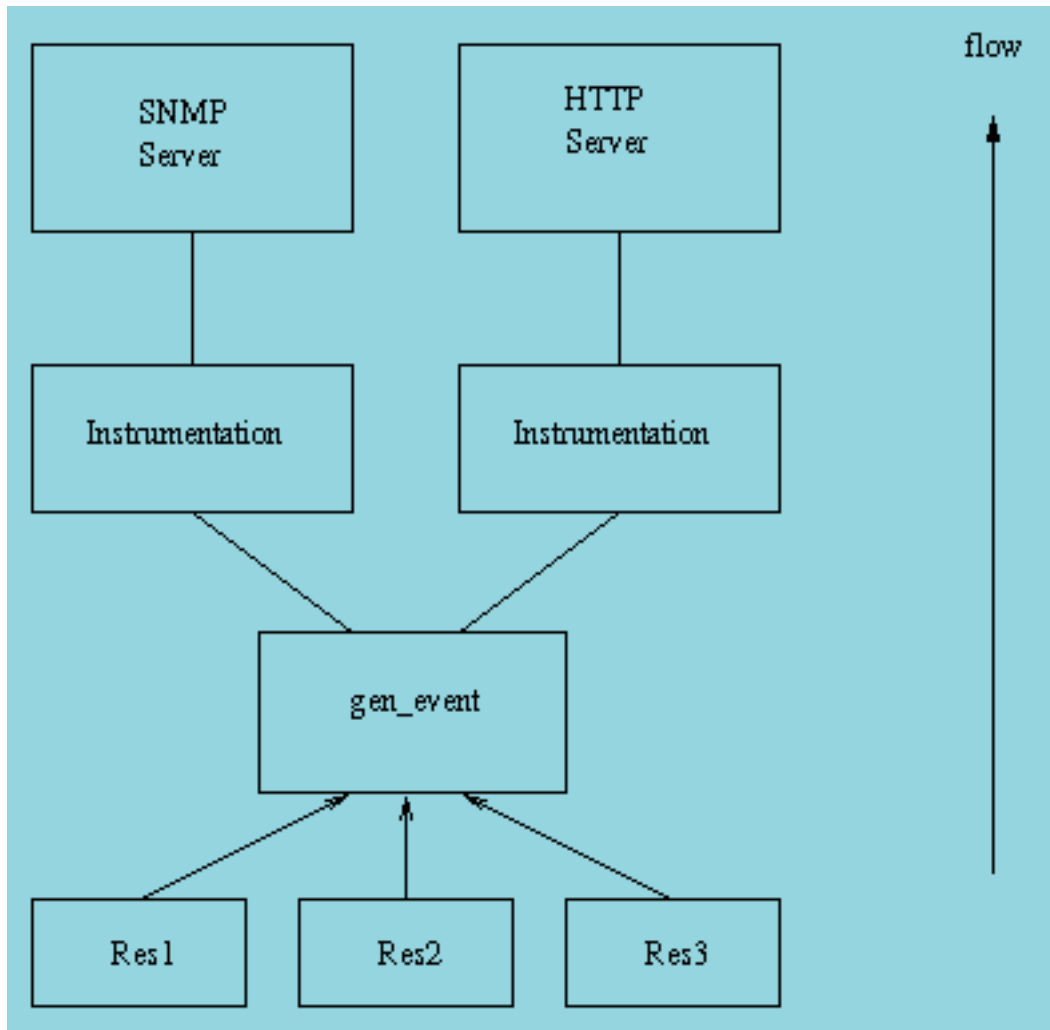 SNMP
Server
HTTP
Server
flow
Instrumentation
Instrumentation
gen_event
Res1
Res2
Res3